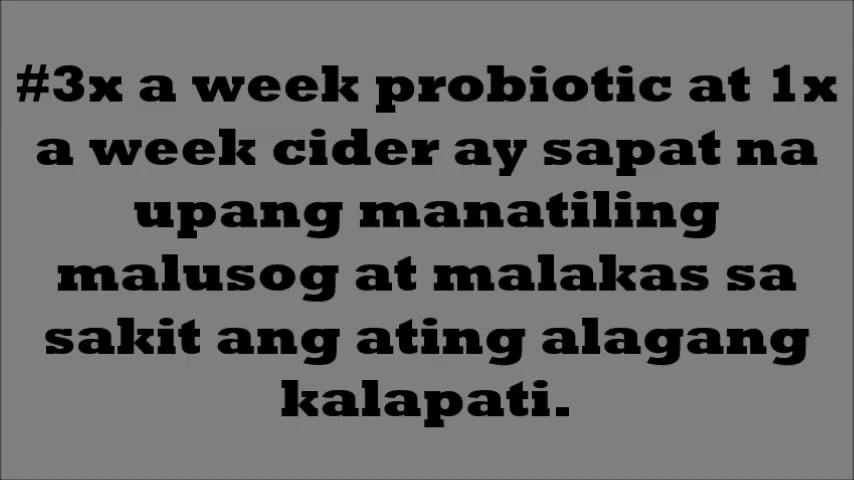 #3x a week probiotic at 1x
a week cider ay sapat na
upang manatiling
malusog at malakas sa
sakit ang ating alagang
kalapati.